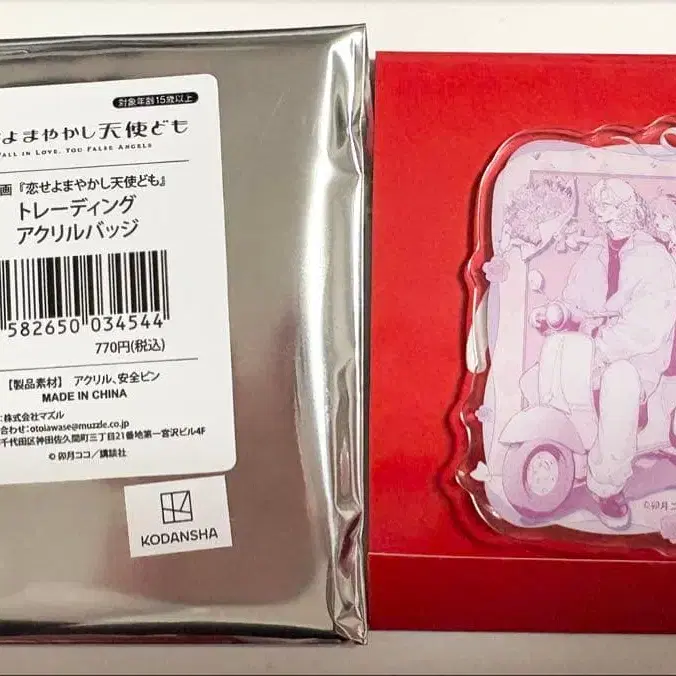 対象年齢15歳以上
よまやかし天使ども
FALL IN LOVE, YOU FALSE ANGELS
画『恋せよまやかし天使ども』
トレーディング
アクリルバッジ
582650 034544
770円(税込)
【製品素材】 アクリル、安全ピン
MADE IN CHINA
:株式会社マズル
合わせ:otoiawase@muzzle.co.jp
千代田区神田佐久間町三丁目21番地第一宮沢ビル4F
©卯月ココ/講談社
KODANSHA
©卯月コ